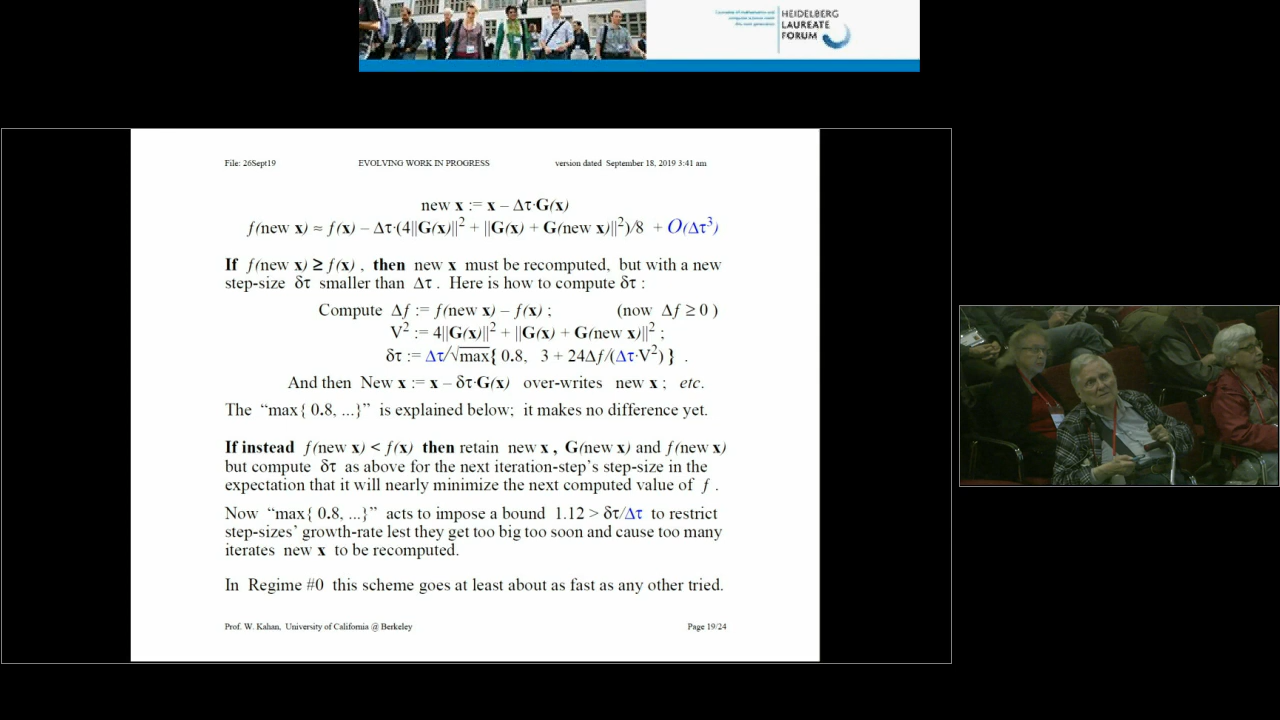 HEIDELBERG
LAUREATE
FORUM
File: 26Sept19 EVOLVING WORK IN PROGRESS version dated September 18, 2019 3:41 am
new x := x – Δτ·G(x)
f(new x) ≈ f(x) – Δτ·(4||G(x)||² + ||G(x) + G(new x)||²)/8 + O(Δτ³)
If f(new x) ≥ f(x) , then new x must be recomputed, but with a new
step-size δτ smaller than Δτ . Here is how to compute δτ :
Compute Δf := f(new x) – f(x) ; (now Δf ≥ 0 )
V² := 4||G(x)||² + ||G(x) + G(new x)||² ;
δτ := Δτ/√max{ 0.8, 3 + 24Δf/(Δτ·V²) } .
And then New x := x – δτ·G(x) over-writes new x ; etc.
The “max{ 0.8, ...}” is explained below; it makes no difference yet.
If instead f(new x) < f(x) then retain new x , G(new x) and f(new x)
but compute δτ as above for the next iteration-step’s step-size in the
expectation that it will nearly minimize the next computed value of f .
Now “max{ 0.8, ...}” acts to impose a bound 1.12 > δτ/Δτ to restrict
step-sizes’ growth-rate lest they get too big too soon and cause too many
iterates new x to be recomputed.
In Regime #0 this scheme goes at least about as fast as any other tried.
Prof. W. Kahan, University of California @ Berkeley Page 19/24